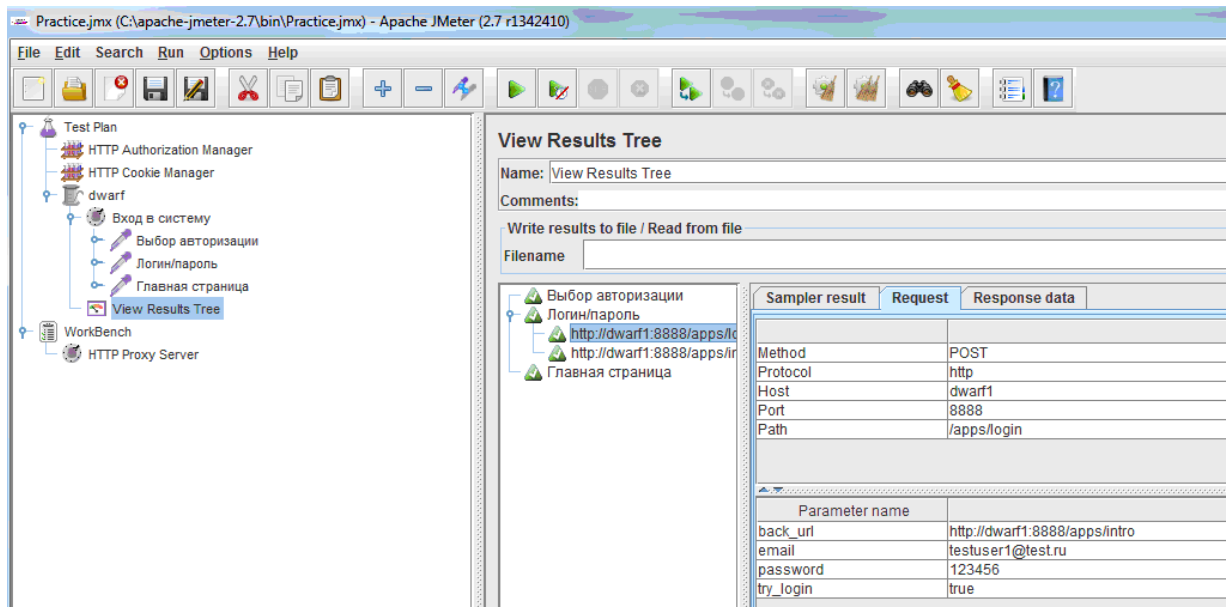 Practice.jmx (C:\apache-jmeter-2.7\bin\Practice.jmx) - Apache JMeter (2.7 r1342410)
File Edit Search Run Options Help
Test Plan
HTTP Authorization Manager
HTTP Cookie Manager
dwarf
Вход в систему
Выбор авторизации
Логин/пароль
Главная страница
View Results Tree
WorkBench
HTTP Proxy Server
View Results Tree
Name: View Results Tree
Comments:
Write results to file / Read from file
Filename
Выбор авторизации
Логин/пароль
http://dwarf1:8888/apps/lo
http://dwarf1:8888/apps/ir
Главная страница
Sampler result Request Response data
Method POST
Protocol http
Host dwarf1
Port 8888
Path /apps/login
Parameter name
back_url http://dwarf1:8888/apps/intro
email testuser1@test.ru
password 123456
try_login true